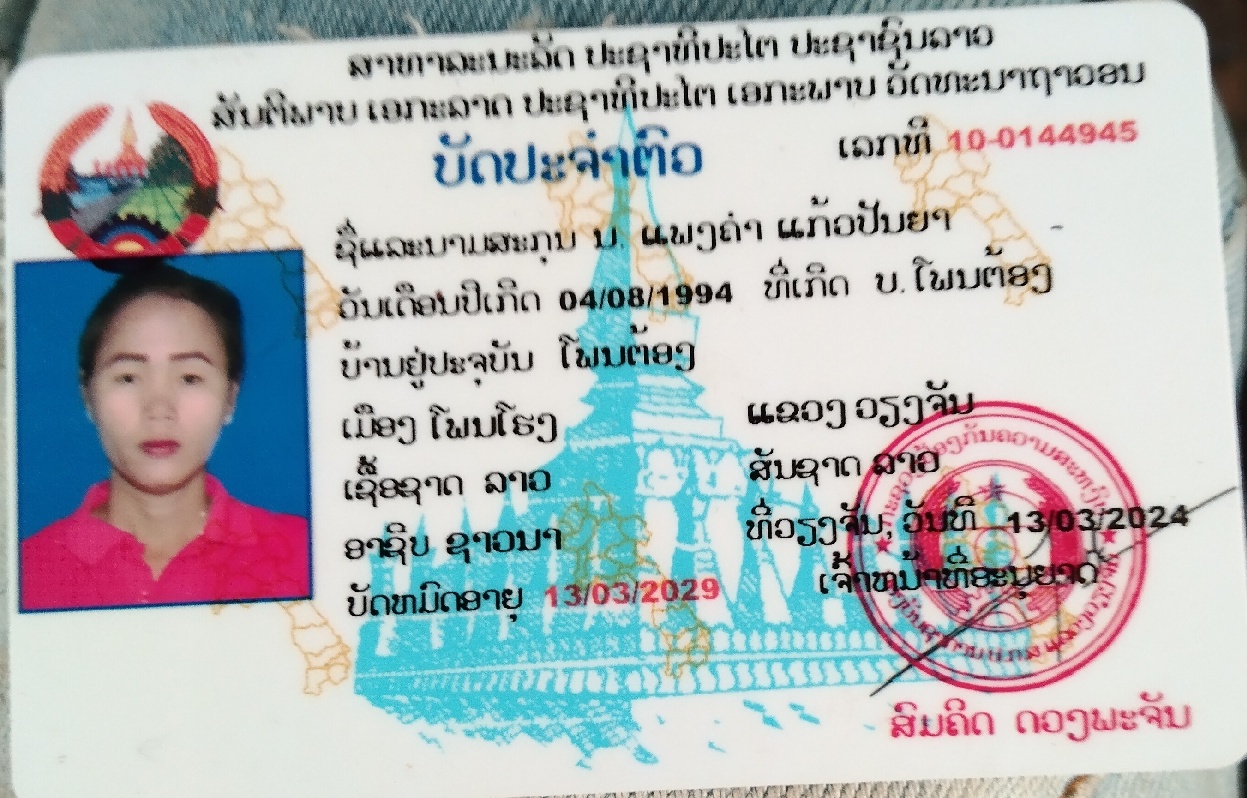 ສາທາລະນະລັດ ປະຊາທິປະໄຕ ປະຊາຊົນລາວ
ສັນຕິພາບ ເອກະລາດ ປະຊາທິປະໄຕ ເອກະພາບ ວັດທະນາຖາວອນ
ບັດປະຈຳຕົວ ເລກທີ 10-0144945
ຊື່ແລະນາມສະກຸນ ນ. ແພງຄຳ ແກ້ວປັນຍາ
ວັນເດືອນປີເກີດ 04/08/1994 ທີ່ເກີດ ບ. ໂພນຕ້ອງ
ບ້ານຢູ່ປະຈຸບັນ ໂພນຕ້ອງ
ເມືອງ ໂພນໂຮງ ແຂວງ ວຽງຈັນ
ເຊື້ອຊາດ ລາວ ສັນຊາດ ລາວ
ອາຊີບ ຊາວນາ ທີ່ວຽງຈັນ, ວັນທີ 13/03/2024
ບັດຫມົດອາຍຸ 13/03/2029 ເຈົ້າຫນ້າທີ່ອະນຸຍາດ
ສົມຄິດ ດວງພະຈັນ